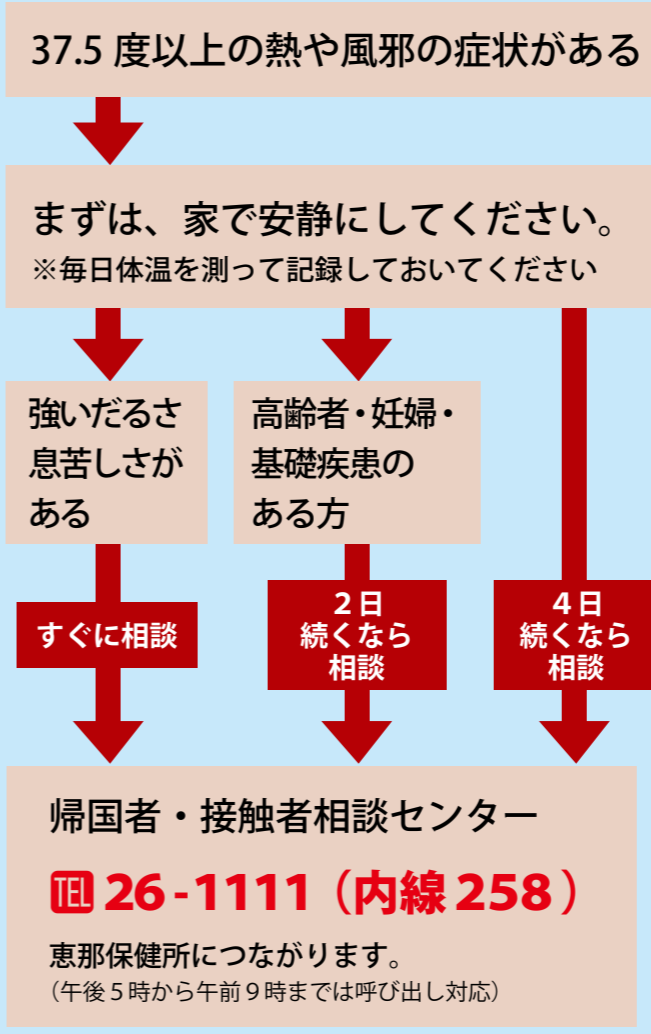 37.5 度以上の熱や風邪の症状がある
まずは、家で安静にしてください。
※毎日体温を測って記録しておいてください
強いだるさ
息苦しさが
ある
すぐに相談
高齢者・妊婦・
基礎疾患の
ある方
2日
続くなら
相談
4日
続くなら
相談
帰国者・接触者相談センター
TEL 26-1111（内線 258）
恵那保健所につながります。
（午後５時から午前９時までは呼び出し対応）